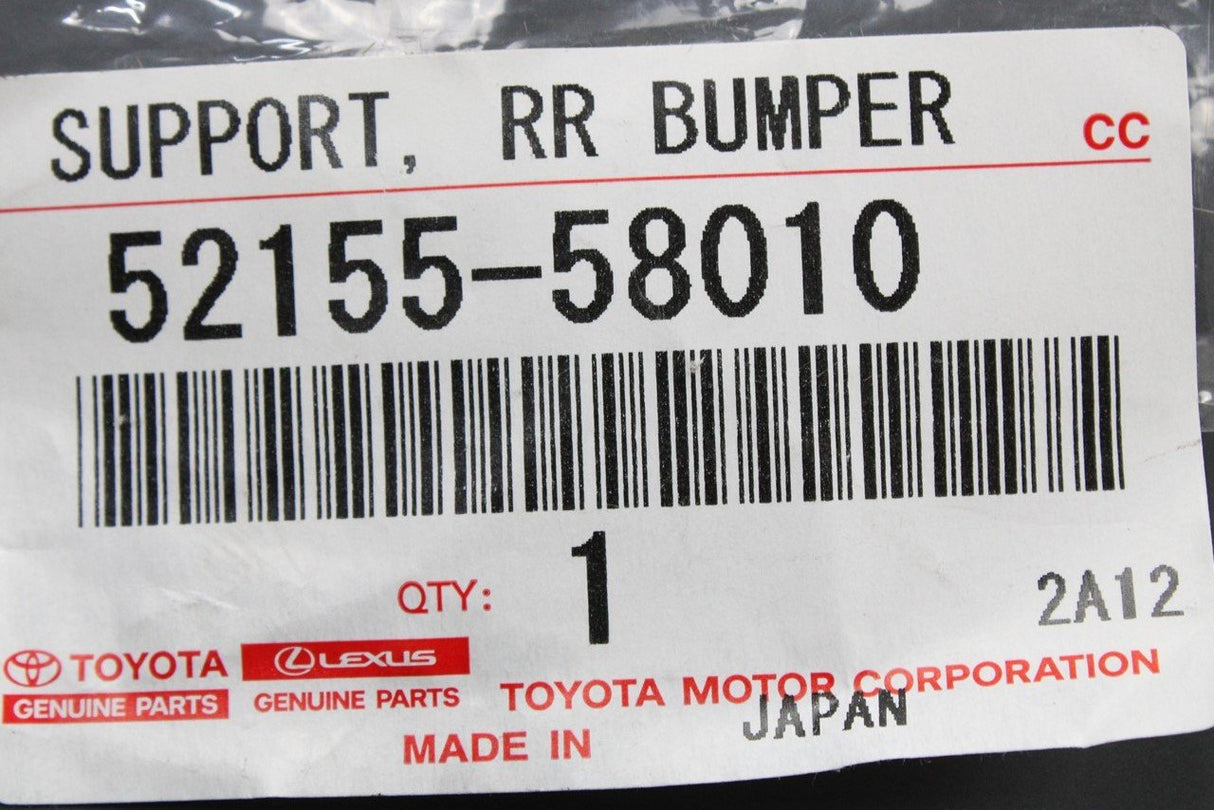 SUPPORT, RR BUMPER
CC
52155-58010
QTY: 1
2A12
TOYOTA
GENUINE PARTS
LEXUS
GENUINE PARTS
TOYOTA MOTOR CORPORATION
MADE IN JAPAN